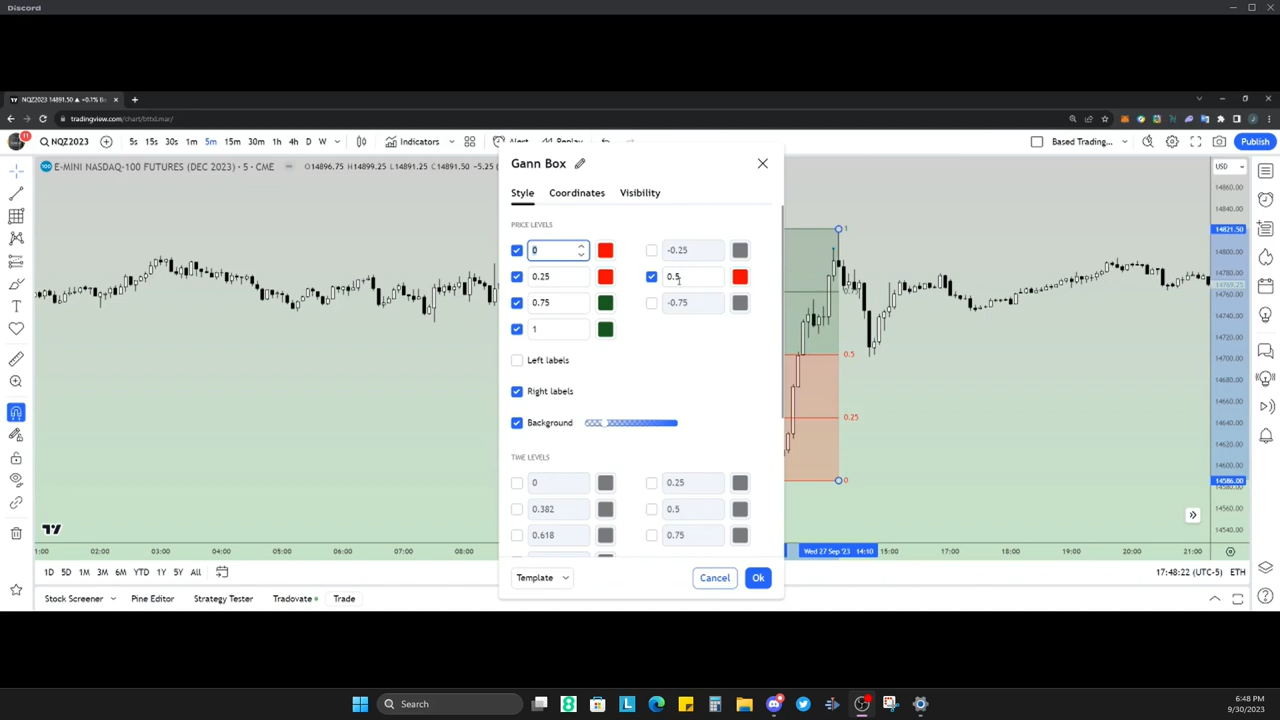 Discord
NQZ2023 14891.50 ▲ +0.1% B
tradingview.com/chart/bttxlmar/
11
NQZ2023
5s 15s 30s 1m 5m 15m 30m 1h 4h D W
Indicators
Alert
Replay
Based Trading...
Publish
100
E-MINI NASDAQ-100 FUTURES (DEC 2023) · 5 · CME
O14896.75 H14899.25 L14891.25 C14891.50 -5.25
USD
Gann Box
Style
Coordinates
Visibility
PRICE LEVELS
0
-0.25
0.25
0.5
0.75
-0.75
1
Left labels
Right labels
Background
TIME LEVELS
0
0.25
0.382
0.5
0.618
0.75
Template
Cancel
Ok
1
0.5
0.25
0
14860.00
14840.00
14821.50
14800.00
14780.00
14769.25
14740.00
14720.00
14700.00
14680.00
14660.00
14640.00
14620.00
14600.00
14586.00
14560.00
14540.00
1:00
02:00
03:00
04:00
05:00
06:00
07:00
08:00
Wed 27 Sep '23 14:10
15:00
17:00
18:00
19:00
20:00
21:00
1D 5D 1M 3M 6M YTD 1Y 5Y All
17:48:22 (UTC-5)
ETH
Stock Screener
Pine Editor
Strategy Tester
Tradovate
Trade
Search
6:48 PM
9/30/2023